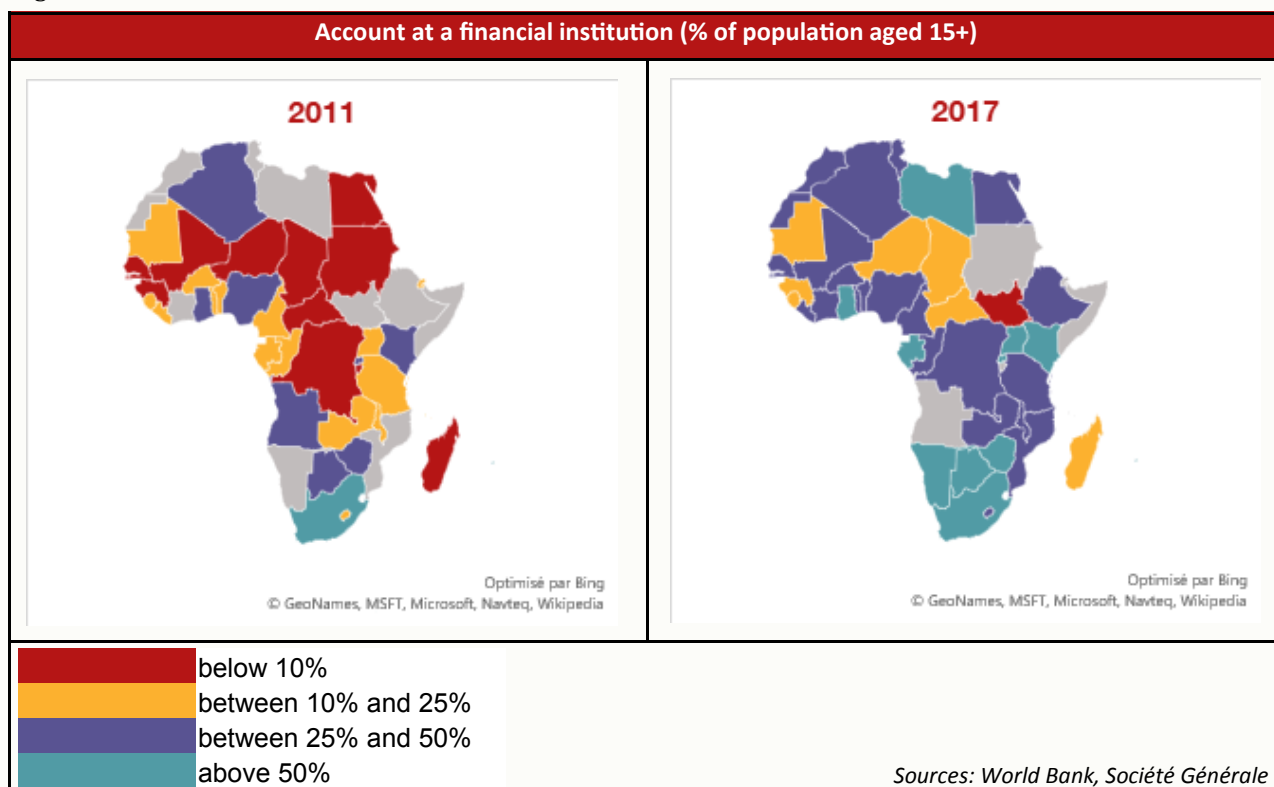 Account at a financial institution (% of population aged 15+)
2011
Optimisé par Bing
© GeoNames, MSFT, Microsoft, Navteq, Wikipedia
2017
Optimisé par Bing
© GeoNames, MSFT, Microsoft, Navteq, Wikipedia
below 10%
between 10% and 25%
between 25% and 50%
above 50%
Sources: World Bank, Société Générale